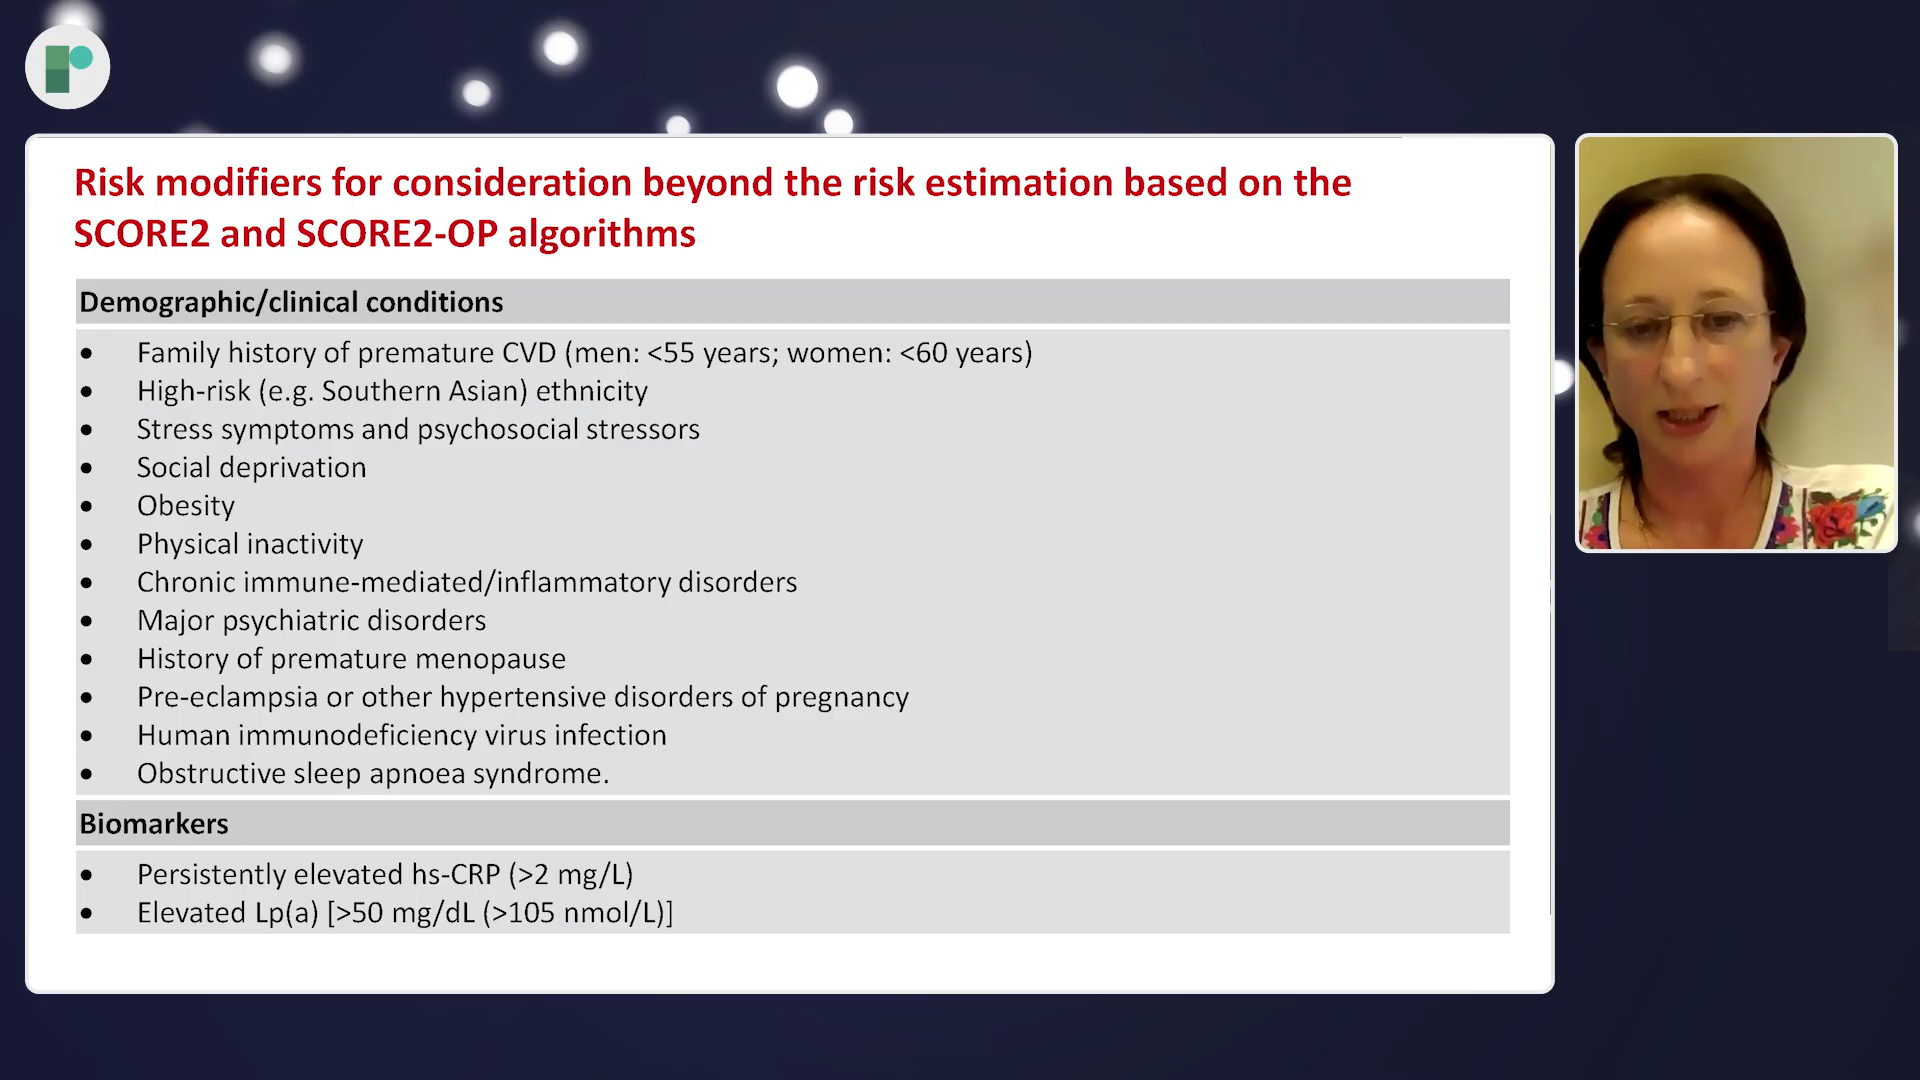 Risk modifiers for consideration beyond the risk estimation based on the
SCORE2 and SCORE2-OP algorithms
Demographic/clinical conditions
• Family history of premature CVD (men: <55 years; women: <60 years)
• High-risk (e.g. Southern Asian) ethnicity
• Stress symptoms and psychosocial stressors
• Social deprivation
• Obesity
• Physical inactivity
• Chronic immune-mediated/inflammatory disorders
• Major psychiatric disorders
• History of premature menopause
• Pre-eclampsia or other hypertensive disorders of pregnancy
• Human immunodeficiency virus infection
• Obstructive sleep apnoea syndrome.
Biomarkers
• Persistently elevated hs-CRP (>2 mg/L)
• Elevated Lp(a) [>50 mg/dL (>105 nmol/L)]